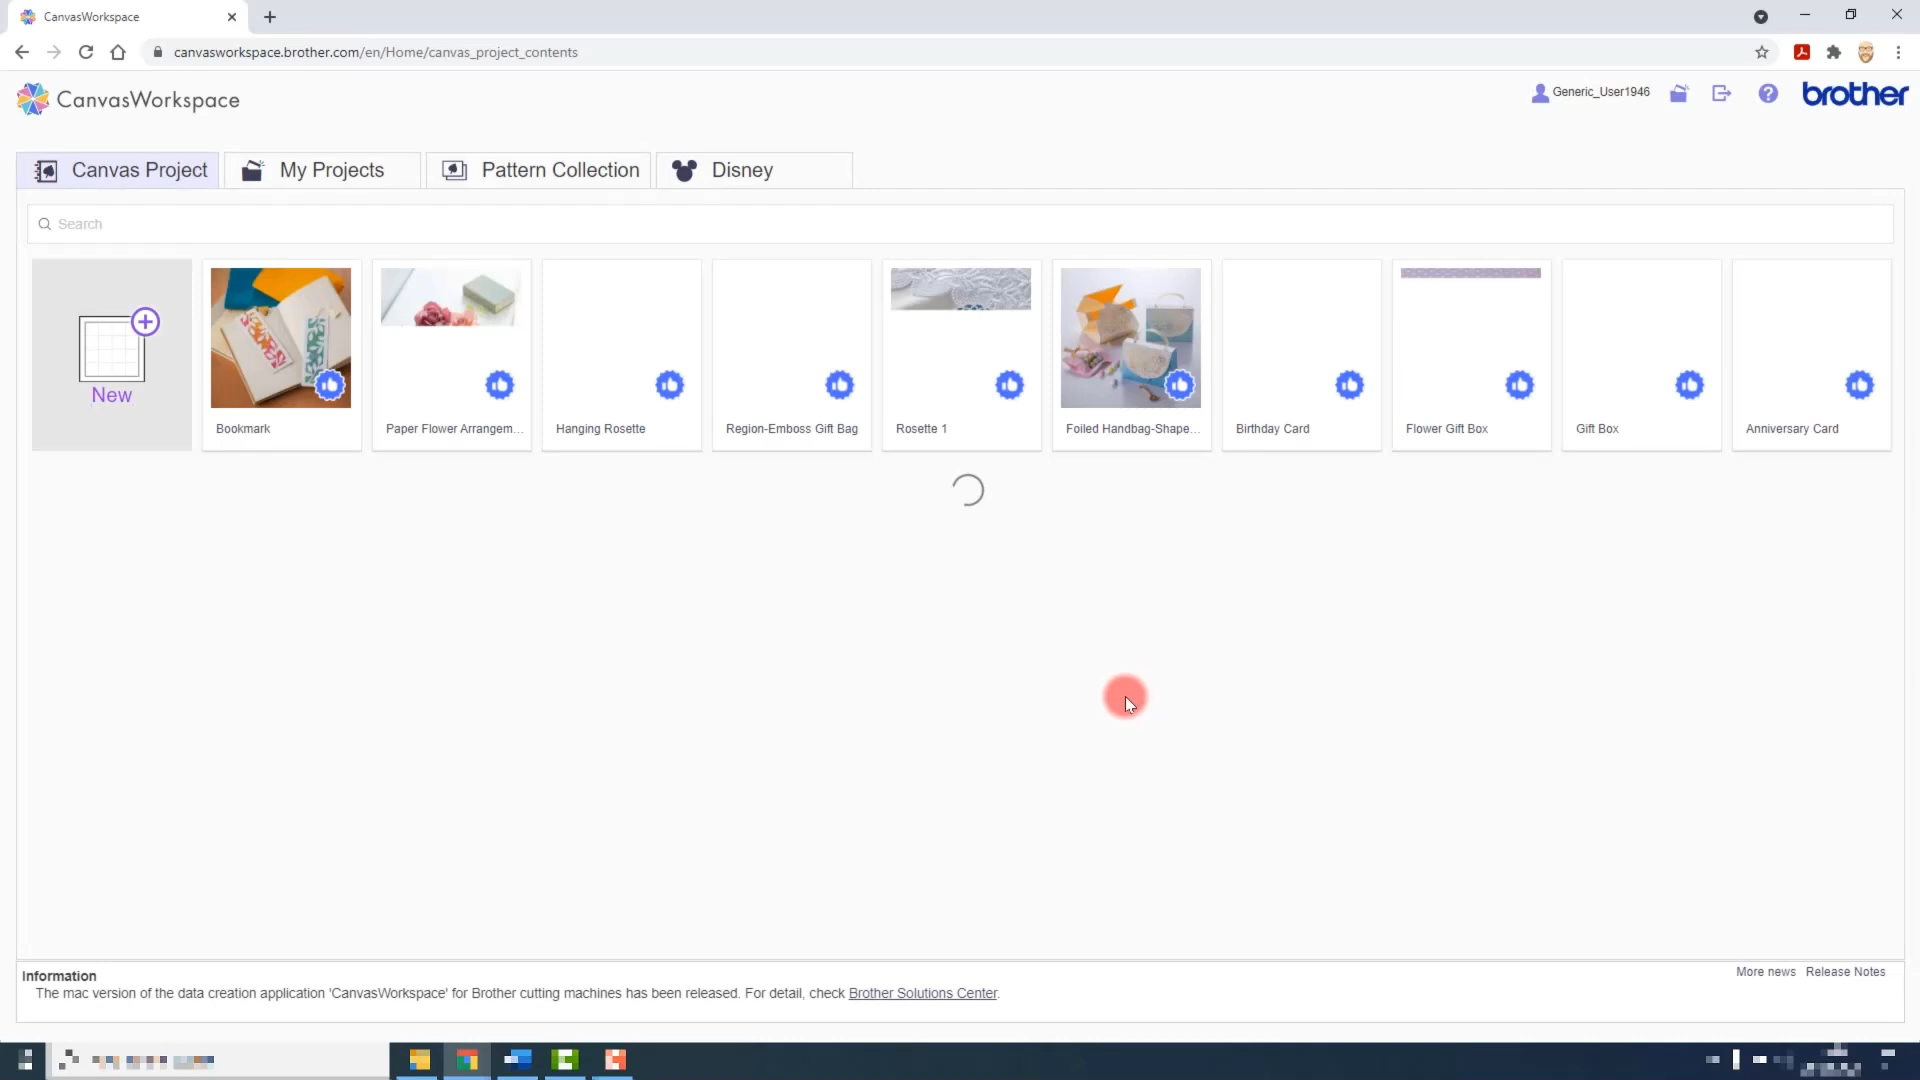 CanvasWorkspace
canvasworkspace.brother.com/en/Home/canvas_project_contents
CanvasWorkspace
Generic_User1946
brother
Canvas Project
My Projects
Pattern Collection
Disney
Search
New
Bookmark
Paper Flower Arrangem...
Hanging Rosette
Region-Emboss Gift Bag
Rosette 1
Foiled Handbag-Shape...
Birthday Card
Flower Gift Box
Gift Box
Anniversary Card
Information
More news Release Notes
The mac version of the data creation application 'CanvasWorkspace' for Brother cutting machines has been released. For detail, check Brother Solutions Center.